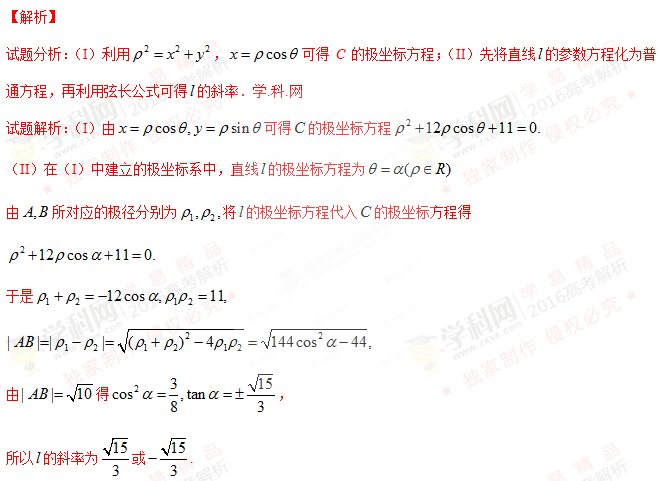 【解析】
试题分析：(I) 利用 ρ² = x² + y²， x = ρcosθ 可得 C 的极坐标方程；(II) 先将直线 l 的参数方程化为普
通方程，再利用弦长公式可得 l 的斜率．学.科.网
试题解析：(I) 由 x = ρcosθ, y = ρsinθ 可得 C 的极坐标方程 ρ² +12ρcosθ +11 = 0.
(II) 在 (I) 中建立的极坐标系中，直线 l 的极坐标方程为 θ = α(ρ∈R)
由 A,B 所对应的极径分别为 ρ₁,ρ₂,将 l 的极坐标方程代入 C 的极坐标方程得
ρ² +12ρcosα +11 = 0.
于是 ρ₁ + ρ₂ = −12cosα, ρ₁ρ₂ = 11,
| AB|=| ρ₁ − ρ₂ |= √((ρ₁ + ρ₂)² − 4ρ₁ρ₂) = √(144cos²α − 44),
由| AB|= √10 得 cos²α = 3/8, tanα = ± √15/3 ，
所以 l 的斜率为 √15/3 或 − √15/3 .